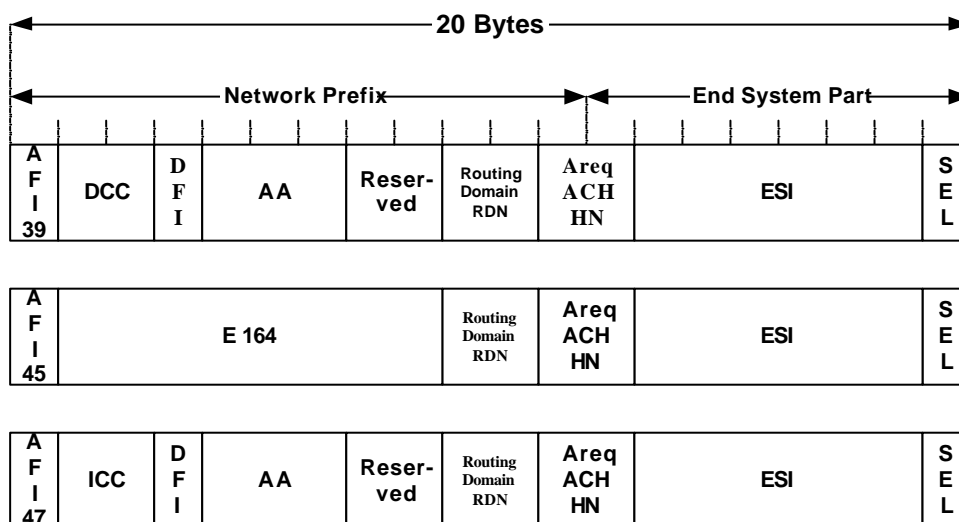 20 Bytes
Network Prefix
End System Part
A
F
I
39
DCC
D
F
I
AA
Reser-
ved
Routing
Domain
RDN
Areq
ACH
HN
ESI
S
E
L
A
F
I
45
E 164
Routing
Domain
RDN
Areq
ACH
HN
ESI
S
E
L
A
F
I
47
ICC
D
F
I
AA
Reser-
ved
Routing
Domain
RDN
Areq
ACH
HN
ESI
S
E
L